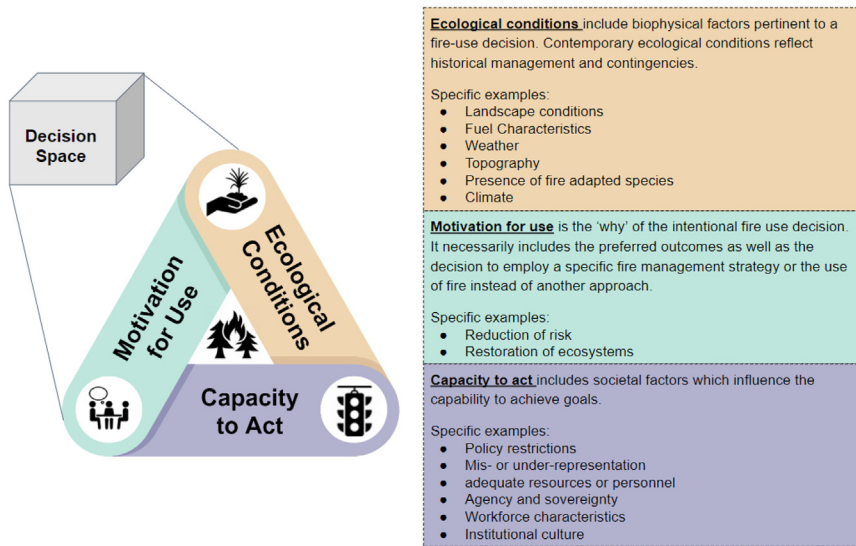 Decision
Space
Motivation
for Use
Ecological
Conditions
Capacity
to Act
Ecological conditions include biophysical factors pertinent to a
fire-use decision. Contemporary ecological conditions reflect
historical management and contingencies.
Specific examples:
● Landscape conditions
● Fuel Characteristics
● Weather
● Topography
● Presence of fire adapted species
● Climate
Motivation for use is the ‘why’ of the intentional fire use decision.
It necessarily includes the preferred outcomes as well as the
decision to employ a specific fire management strategy or the use
of fire instead of another approach.
Specific examples:
● Reduction of risk
● Restoration of ecosystems
Capacity to act includes societal factors which influence the
capability to achieve goals.
Specific examples:
● Policy restrictions
● Mis- or under-representation
● adequate resources or personnel
● Agency and sovereignty
● Workforce characteristics
● Institutional culture